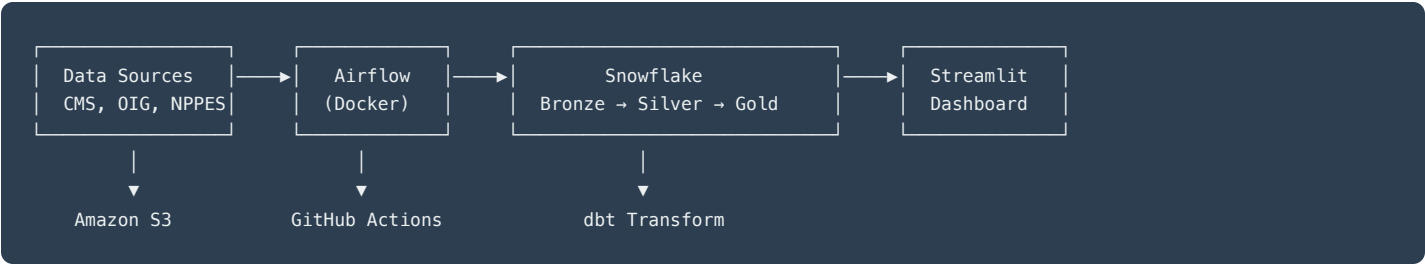 Data Sources Airflow Snowflake Streamlit
CMS, OIG, NPPES (Docker) Bronze → Silver → Gold Dashboard
Amazon S3 GitHub Actions dbt Transform